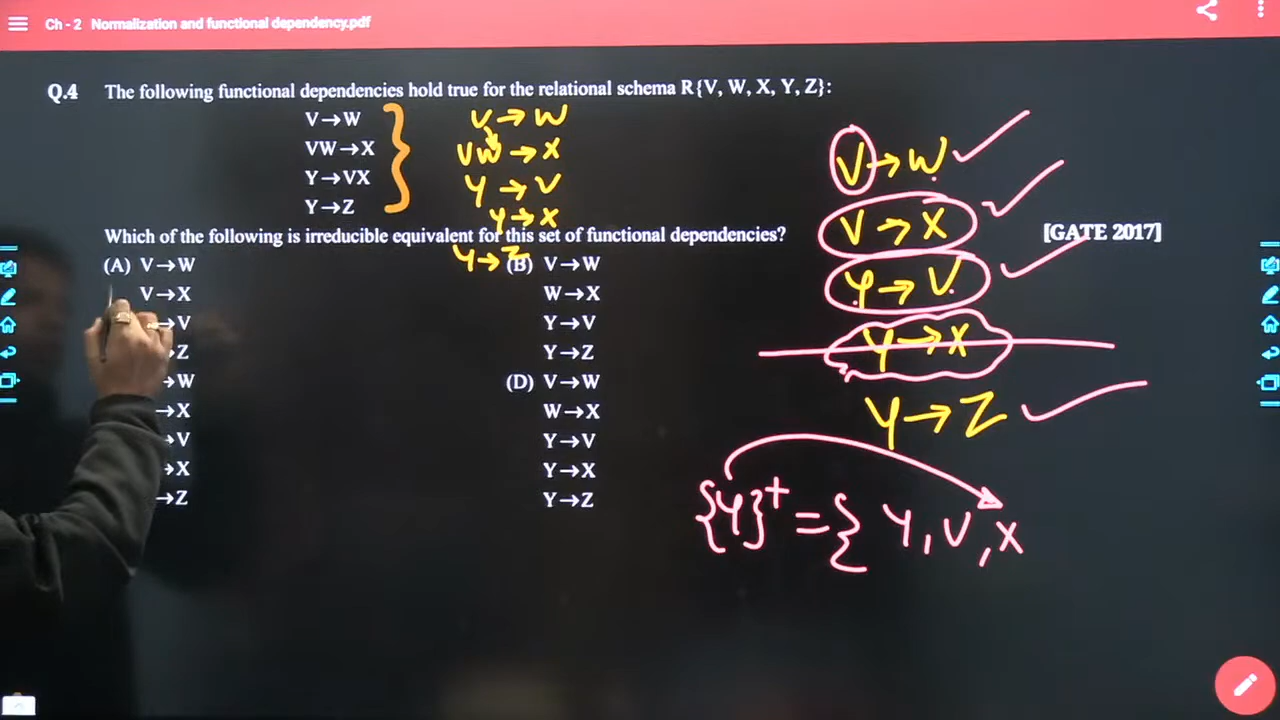 Ch - 2 Normalization and functional dependency.pdf
Q.4 The following functional dependencies hold true for the relational schema R{V, W, X, Y, Z}:
V→W
VW→X
Y→VX
Y→Z
V → W
VW → X
Y → V
Y → X
Y → Z
V → W
V → X
Y → V
Y → X
Y → Z
Which of the following is irreducible equivalent for this set of functional dependencies? [GATE 2017]
(A) V→W
V→X
→V
→Z
(B) V→W
W→X
Y→V
Y→Z
→W
→X
→V
→X
→Z
(D) V→W
W→X
Y→V
Y→X
Y→Z
{Y}+ = { Y, V, X